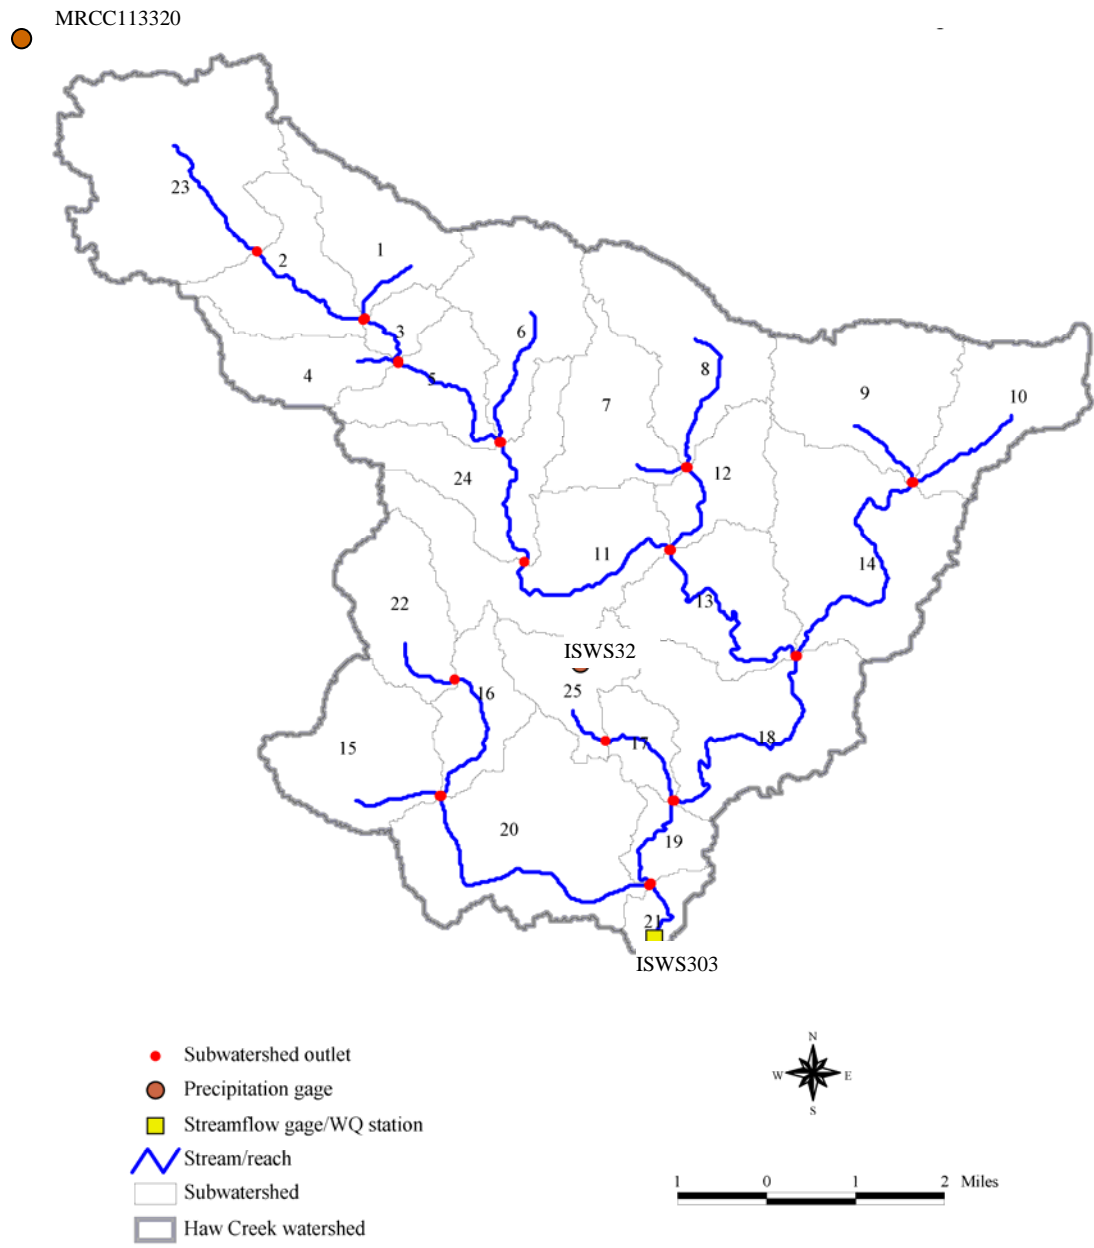 MRCC113320
23
1
2
3
6
4
5
8
9
10
7
12
24
11
14
22
13
ISWS32
25
16
17
18
15
20
19
21
ISWS303
N
W E
S
Subwatershed outlet
Precipitation gage
Streamflow gage/WQ station
Stream/reach
Subwatershed
Haw Creek watershed
1 0 1 2 Miles